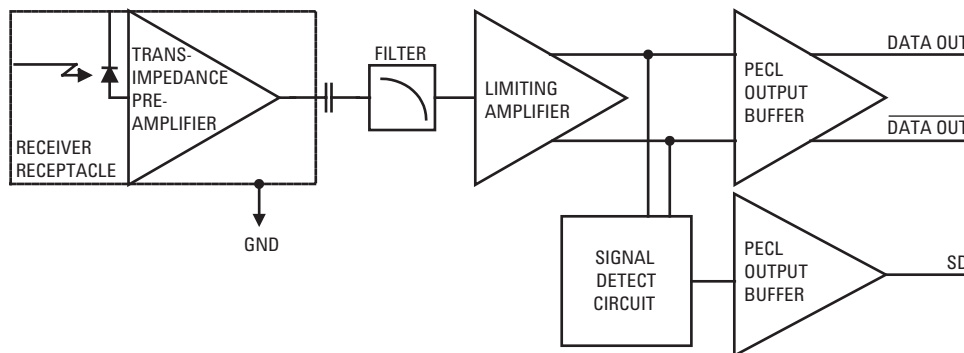 TRANS-
IMPEDANCE
PRE-
AMPLIFIER
RECEIVER
RECEPTACLE
GND
FILTER
LIMITING
AMPLIFIER
PECL
OUTPUT
BUFFER
DATA OUT
DATA OUT
SIGNAL
DETECT
CIRCUIT
PECL
OUTPUT
BUFFER
SD